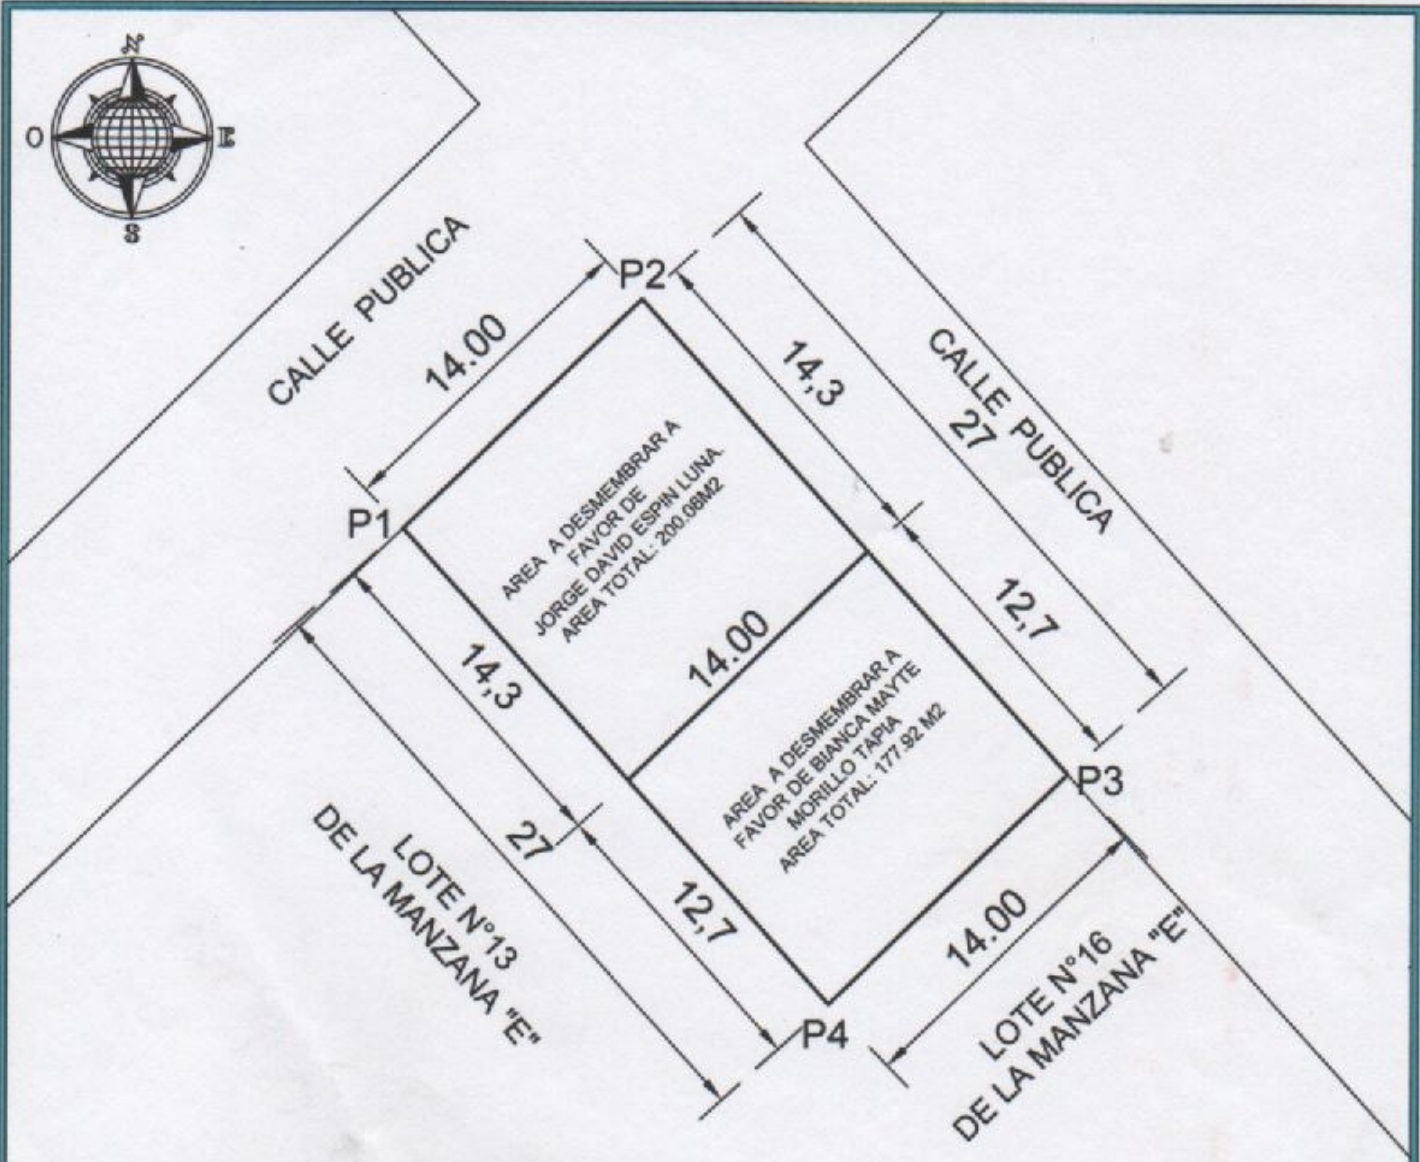 N
O
E
S
CALLE PUBLICA
14.00
P2
P1
AREA A DESMEMBRAR A
FAVOR DE
JORGE DAVID ESPIN LUNA.
AREA TOTAL: 200.08M2
14,3
27
CALLE PUBLICA
12,7
14.00
14,3
27
12,7
AREA A DESMEMBRAR A
FAVOR DE BIANCA MAYTE
MORILLO TAPIA
AREA TOTAL: 177.92 M2
P3
P4
14.00
LOTE N°13
DE LA MANZANA "E"
LOTE N°16
DE LA MANZANA "E"